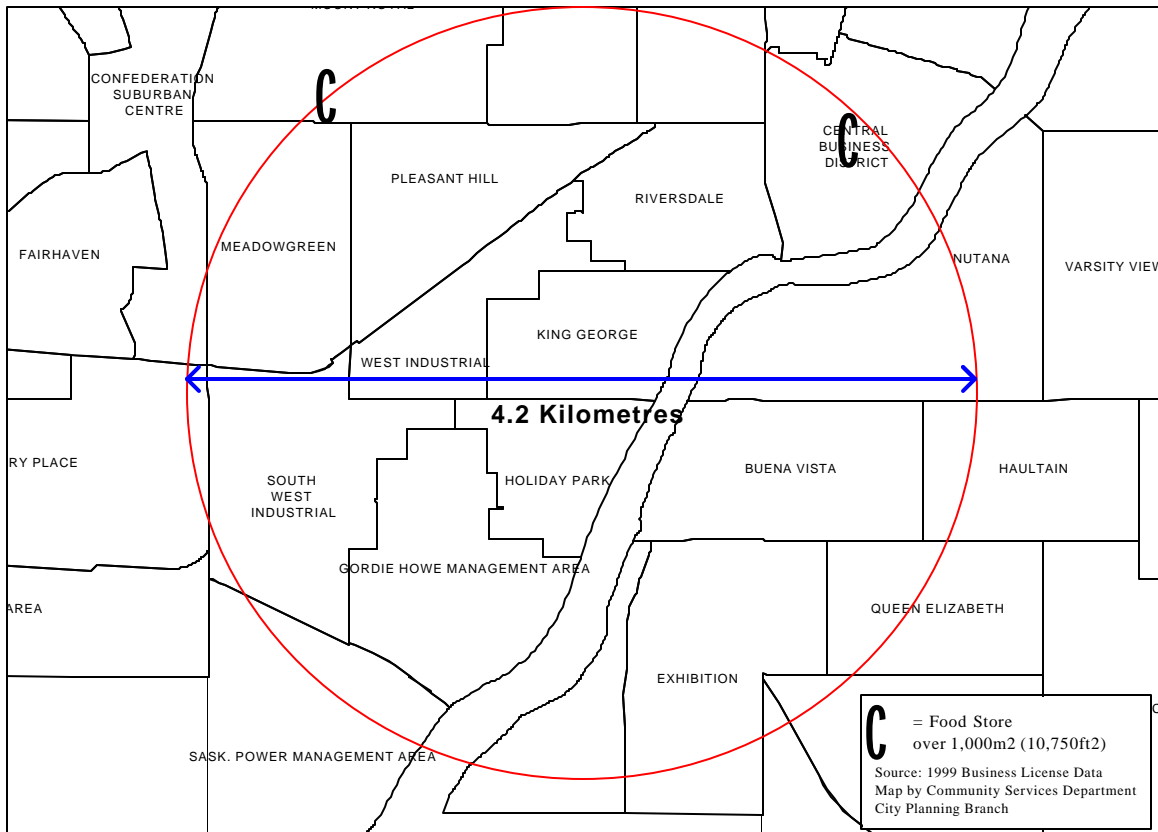 MOUNT ROYAL
CONFEDERATION
SUBURBAN
CENTRE
C
C
CENTRAL
BUSINESS
DISTRICT
PLEASANT HILL
RIVERSDALE
FAIRHAVEN
MEADOWGREEN
NUTANA
VARSITY VIEW
KING GEORGE
WEST INDUSTRIAL
4.2 Kilometres
RY PLACE
SOUTH
WEST
INDUSTRIAL
HOLIDAY PARK
BUENA VISTA
HAULTAIN
GORDIE HOWE MANAGEMENT AREA
AREA
QUEEN ELIZABETH
EXHIBITION
SASK. POWER MANAGEMENT AREA
C
C = Food Store
over 1,000m2 (10,750ft2)
Source: 1999 Business License Data
Map by Community Services Department
City Planning Branch